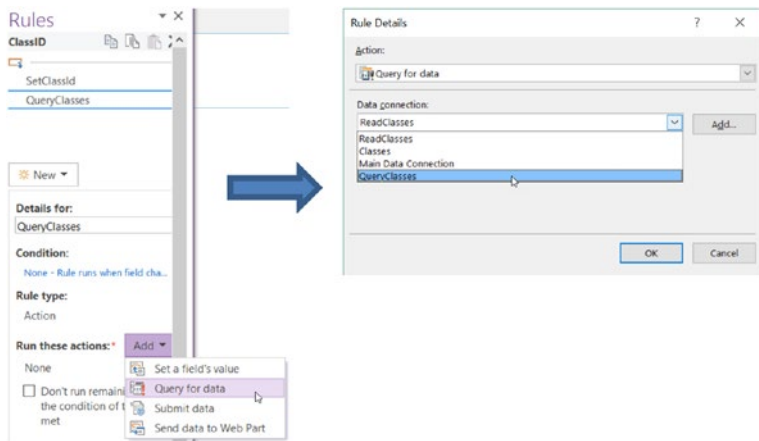 Rules
ClassID
SetClassId
QueryClasses
New
Details for:
QueryClasses
Condition:
None - Rule runs when field cha...
Rule type:
Action
Run these actions:* Add
None
Don't run remaini
the condition of t
met
Set a field's value
Query for data
Submit data
Send data to Web Part
Rule Details ?
Action:
Query for data
Data connection:
ReadClasses
Add...
ReadClasses
Classes
Main Data Connection
QueryClasses
OK Cancel